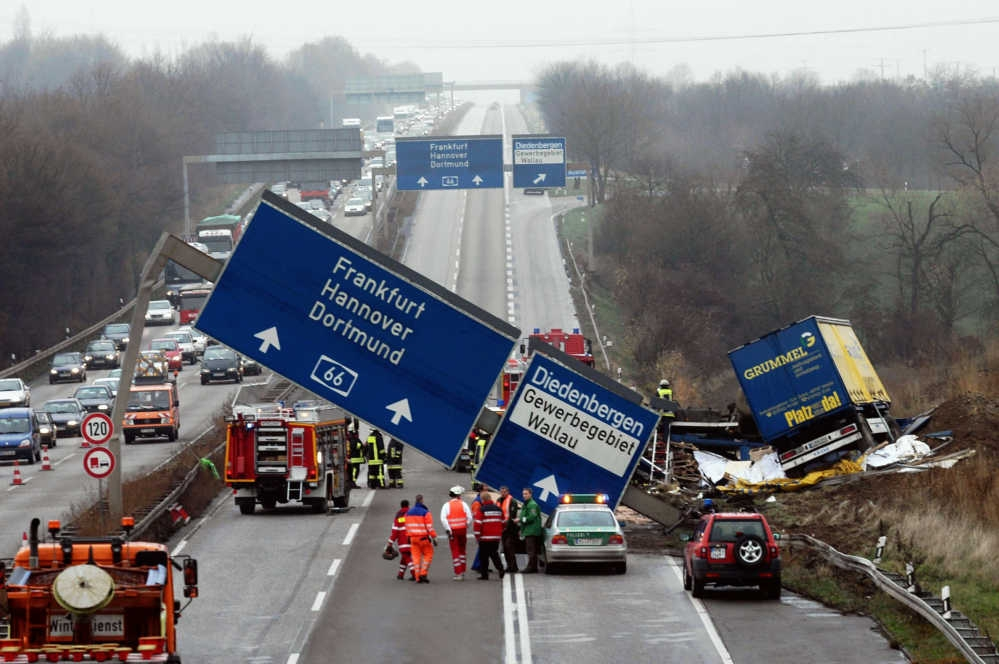 Frankfurt
Hannover
Dortmund
66
Diedenbergen
Gewerbegebiet
Wallau
Frankfurt
Hannover
Dortmund
66
Diedenbergen
Gewerbegebiet
Wallau
GRUMMEL
Platz da!
120
POLIZEI
Winterdienst